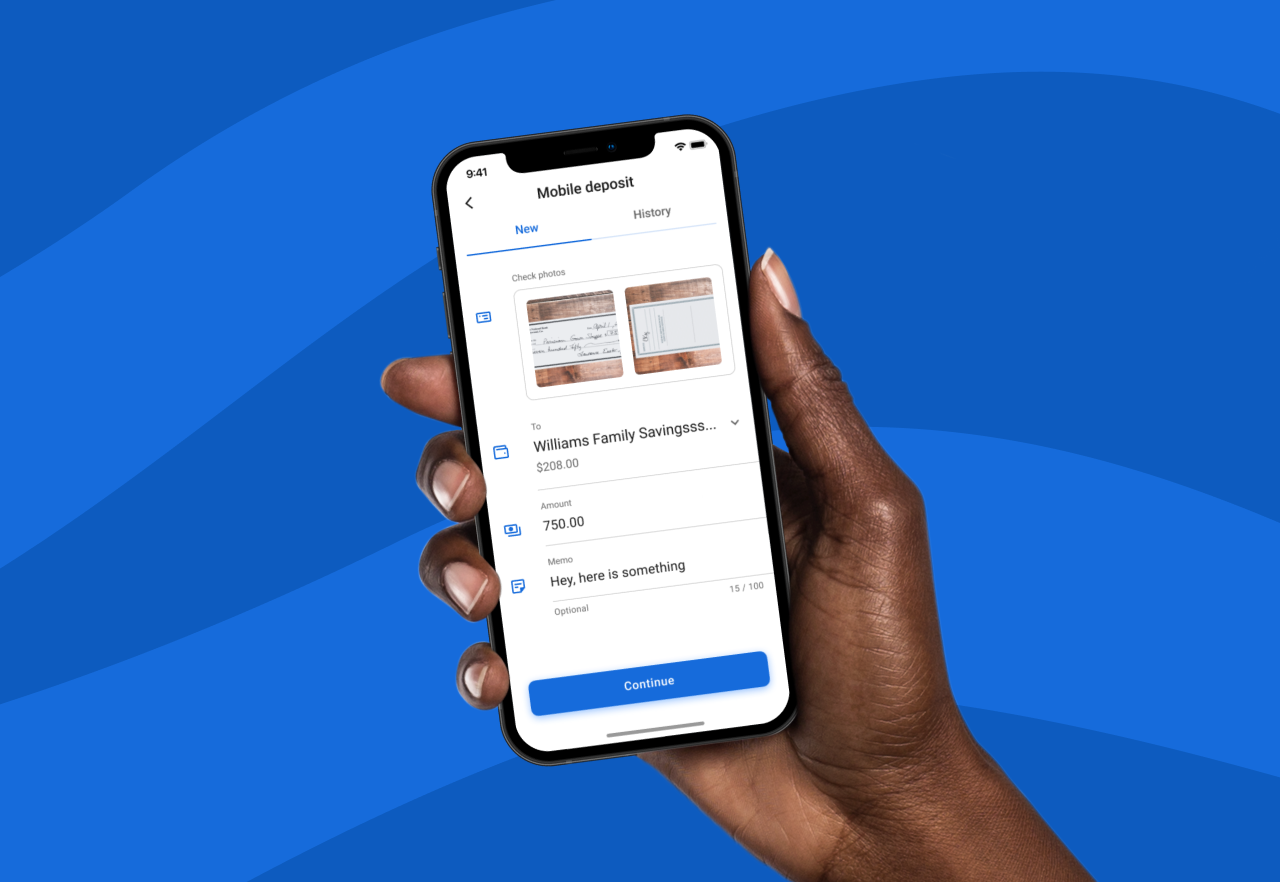 9:41
Mobile deposit
New
History
Check photos
To
Williams Family Savingsss...
$208.00
Amount
750.00
Memo
Hey, here is something
Optional
15 / 100
Continue